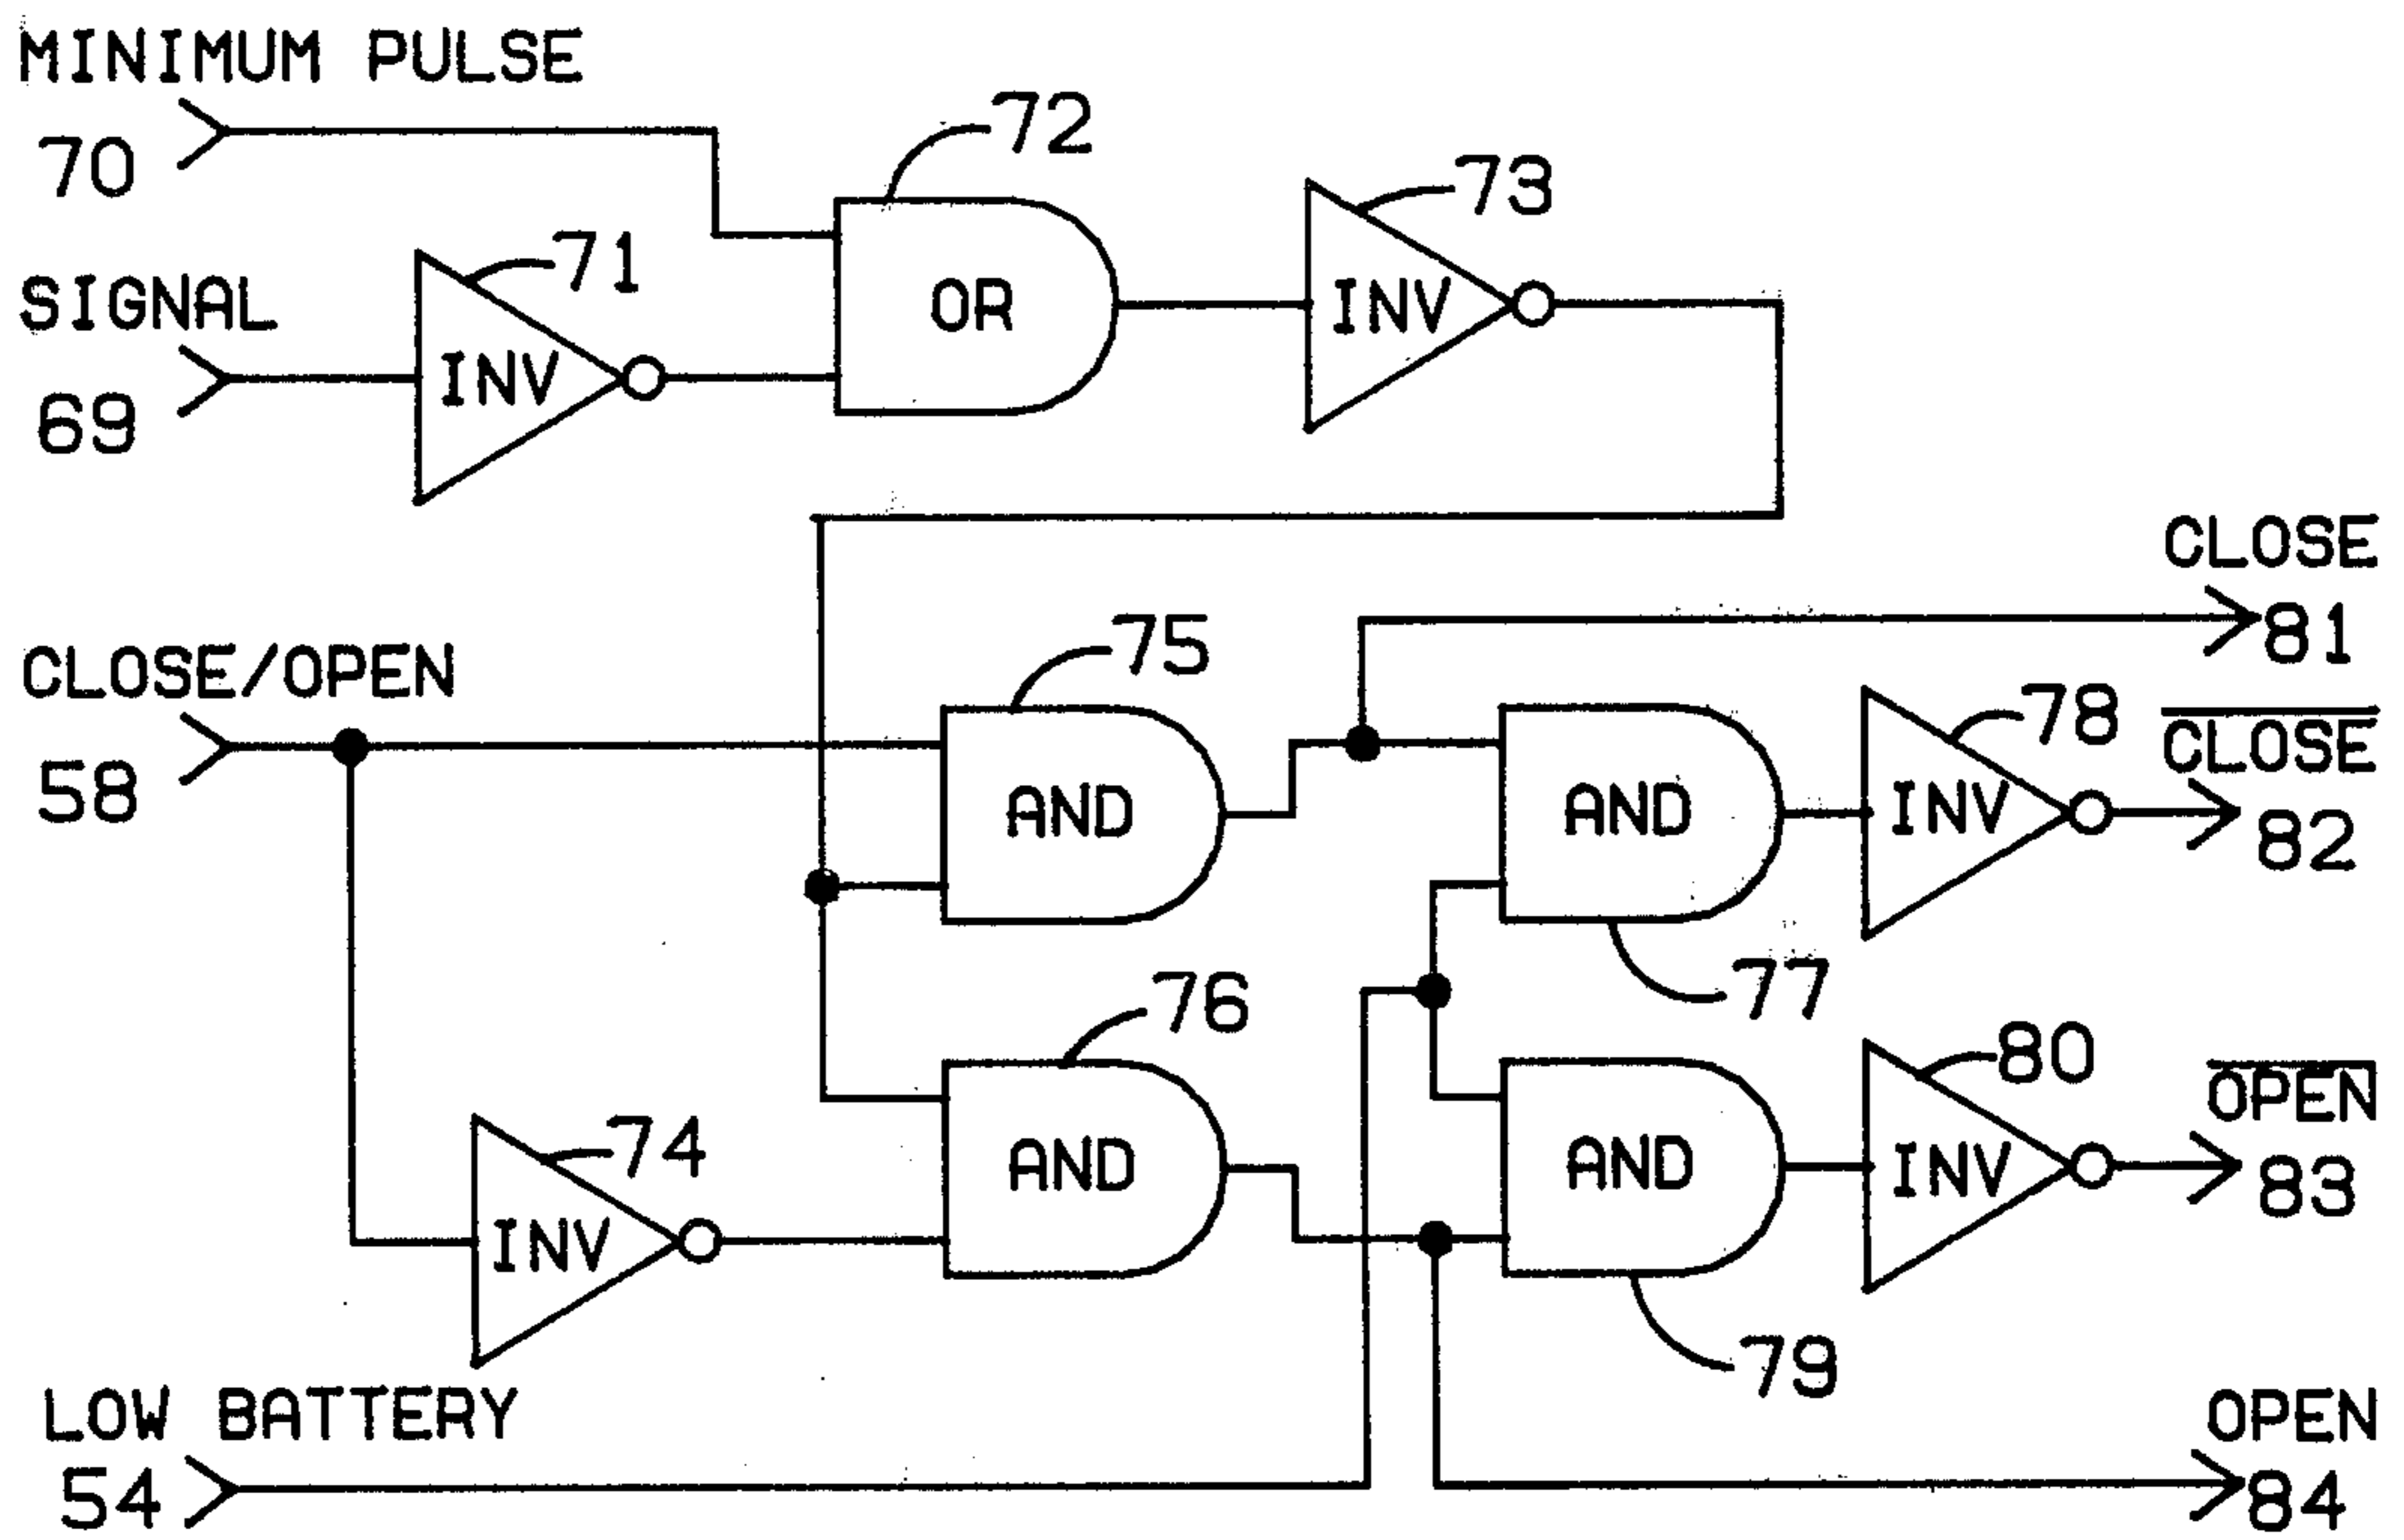 MINIMUM PULSE
70
72
73
71
SIGNAL
69
INV
OR
INV
CLOSE
81
CLOSE/OPEN
58
75
78
CLOSE
82
AND
AND
INV
77
76
80
OPEN
83
74
INV
AND
AND
INV
79
LOW BATTERY
54
OPEN
84